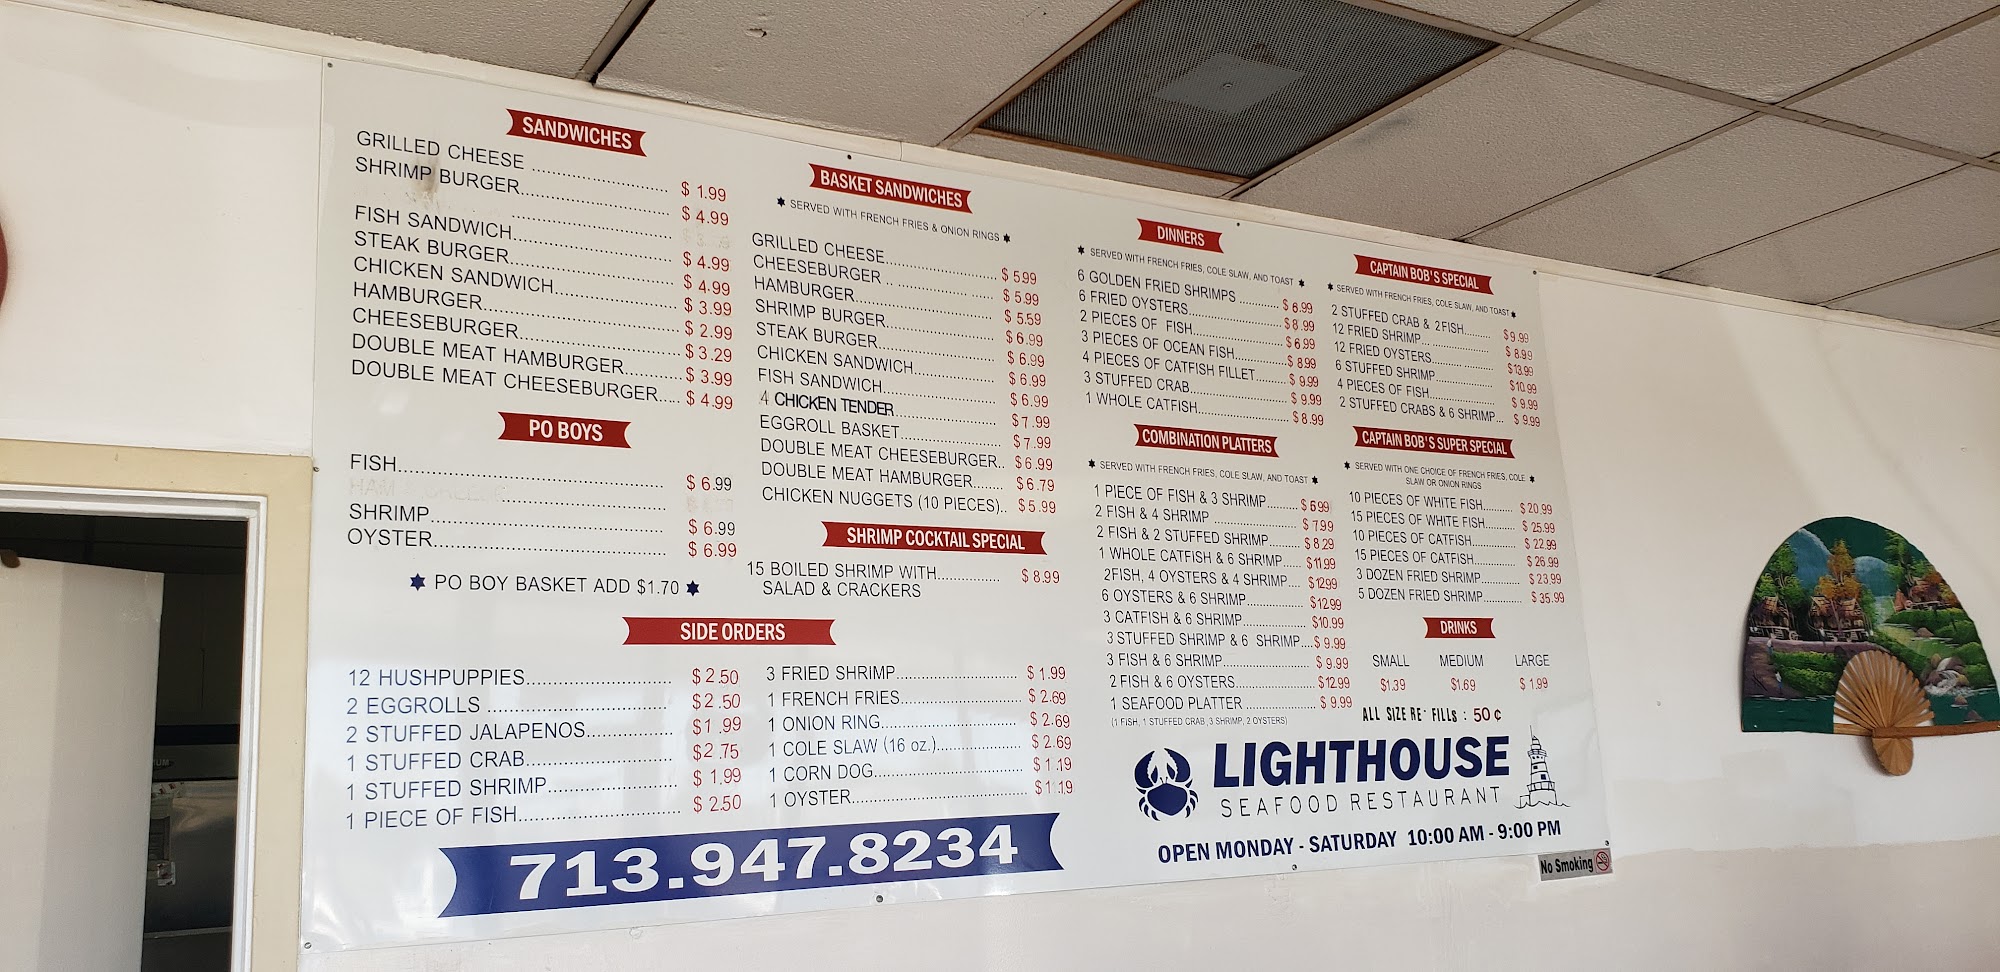 SANDWICHES
GRILLED CHEESE ........................ $ 1.99
SHRIMP BURGER........................ $ 4.99
FISH SANDWICH........................ $ 4.99
STEAK BURGER........................ $ 4.99
CHICKEN SANDWICH.................... $ 3.99
HAMBURGER........................ $ 2.99
CHEESEBURGER........................ $ 3.29
DOUBLE MEAT HAMBURGER........... $ 3.99
DOUBLE MEAT CHEESEBURGER..... $ 4.99
PO BOYS
FISH........................ $ 6.99
SHRIMP........................ $ 6.99
OYSTER........................ $ 6.99
PO BOY BASKET ADD $1.70
BASKET SANDWICHES
SERVED WITH FRENCH FRIES & ONION RINGS
GRILLED CHEESE........................ $ 5.99
CHEESEBURGER .. ................. ..... $ 5.99
HAMBURGER........................ $ 5.59
SHRIMP BURGER........................ $ 6.99
STEAK BURGER........................ $ 6.99
CHICKEN SANDWICH.................. $ 6.99
FISH SANDWICH........................ $ 6.99
4 CHICKEN TENDER...................... $ 7.99
EGGROLL BASKET...................... $ 7.99
DOUBLE MEAT CHEESEBURGER.. $ 6.99
DOUBLE MEAT HAMBURGER....... $ 6.79
CHICKEN NUGGETS (10 PIECES).. $ 5.99
SHRIMP COCKTAIL SPECIAL
15 BOILED SHRIMP WITH.............. $ 8.99
SALAD & CRACKERS
SIDE ORDERS
12 HUSHPUPPIES........................ $ 2.50
2 EGGROLLS ........................ $ 2.50
2 STUFFED JALAPENOS............... $1 .99
1 STUFFED CRAB........................ $2 .75
1 STUFFED SHRIMP...................... $ 1.99
1 PIECE OF FISH........................ $ 2.50
3 FRIED SHRIMP...................... $ 1.99
1 FRENCH FRIES...................... $ 2.69
1 ONION RING........................ $ 2.69
1 COLE SLAW (16 oz.)................... $ 2.69
1 CORN DOG........................ $ 1.19
1 OYSTER........................ $ 1.19
713.947.8234
DINNERS
SERVED WITH FRENCH FRIES, COLE SLAW, AND TOAST
6 GOLDEN FRIED SHRIMPS .......... $ 6.99
6 FRIED OYSTERS........................ $ 8.99
2 PIECES OF FISH........................ $ 6.99
3 PIECES OF OCEAN FISH............. $ 8.99
4 PIECES OF CATFISH FILLET........ $ 9.99
3 STUFFED CRAB........................ $ 9.99
1 WHOLE CATFISH...................... $ 8.99
COMBINATION PLATTERS
SERVED WITH FRENCH FRIES, COLE SLAW, AND TOAST
1 PIECE OF FISH & 3 SHRIMP......... $ 6.99
2 FISH & 4 SHRIMP ..................... $ 7.99
2 FISH & 2 STUFFED SHRIMP........ $ 8.29
1 WHOLE CATFISH & 6 SHRIMP..... $11.99
2FISH, 4 OYSTERS & 4 SHRIMP.... $12.99
6 OYSTERS & 6 SHRIMP............... $12.99
3 CATFISH & 6 SHRIMP................ $10.99
3 STUFFED SHRIMP & 6 SHRIMP....$ 9.99
3 FISH & 6 SHRIMP...................... $ 9.99
2 FISH & 6 OYSTERS..................... $12.99
1 SEAFOOD PLATTER .................. $ 9.99
(1 FISH, 1 STUFFED CRAB ,3 SHRIMP, 2 OYSTERS)
CAPTAIN BOB'S SPECIAL
SERVED WITH FRENCH FRIES, COLE SLAW, AND TOAST
2 STUFFED CRAB & 2FISH........ $9.99
12 FRIED SHRIMP... ................ $ 8.99
12 FRIED OYSTERS.................. $13.99
6 STUFFED SHRIMP................. $10.99
4 PIECES OF FISH................... $ 9.99
2 STUFFED CRABS & 6 SHRIMP... $ 9.99
CAPTAIN BOB'S SUPER SPECIAL
SERVED WITH ONE CHOICE OF FRENCH FRIES, COLE
SLAW OR ONION RINGS
10 PIECES OF WHITE FISH......... $20.99
15 PIECES OF WHITE FISH......... $ 25.99
10 PIECES OF CATFISH............. $ 22.99
15 PIECES OF CATFISH............. $ 26.99
3 DOZEN FRIED SHRIMP............ $ 23.99
5 DOZEN FRIED SHRIMP............ $ 35.99
DRINKS
SMALL MEDIUM LARGE
$1.39 $1.69 $ 1.99
ALL SIZE RE- FILLs : 50 ¢
LIGHTHOUSE
SEAFOOD RESTAURANT
OPEN MONDAY - SATURDAY 10:00 AM - 9:00 PM
No Smoking